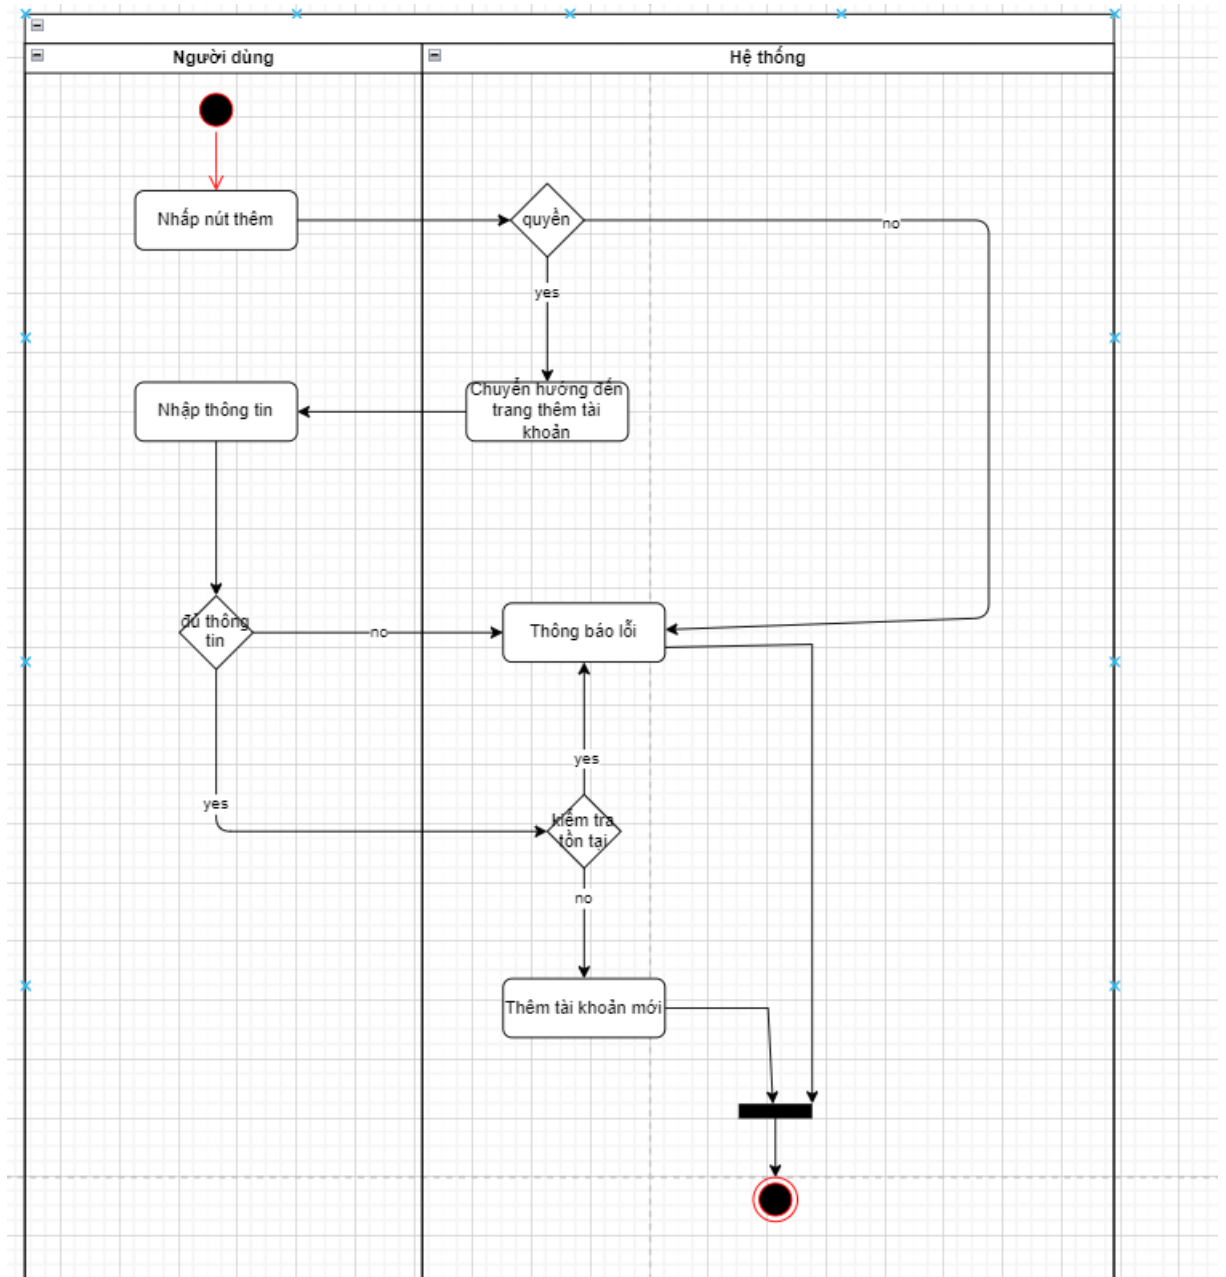 Người dùng
Hệ thống
Nhấp nút thêm
quyền
no
yes
Nhập thông tin
Chuyển hướng đến
trang thêm tài
khoản
đủ thông
tin
no
Thông báo lỗi
yes
yes
kiểm tra
tồn tại
no
Thêm tài khoản mới